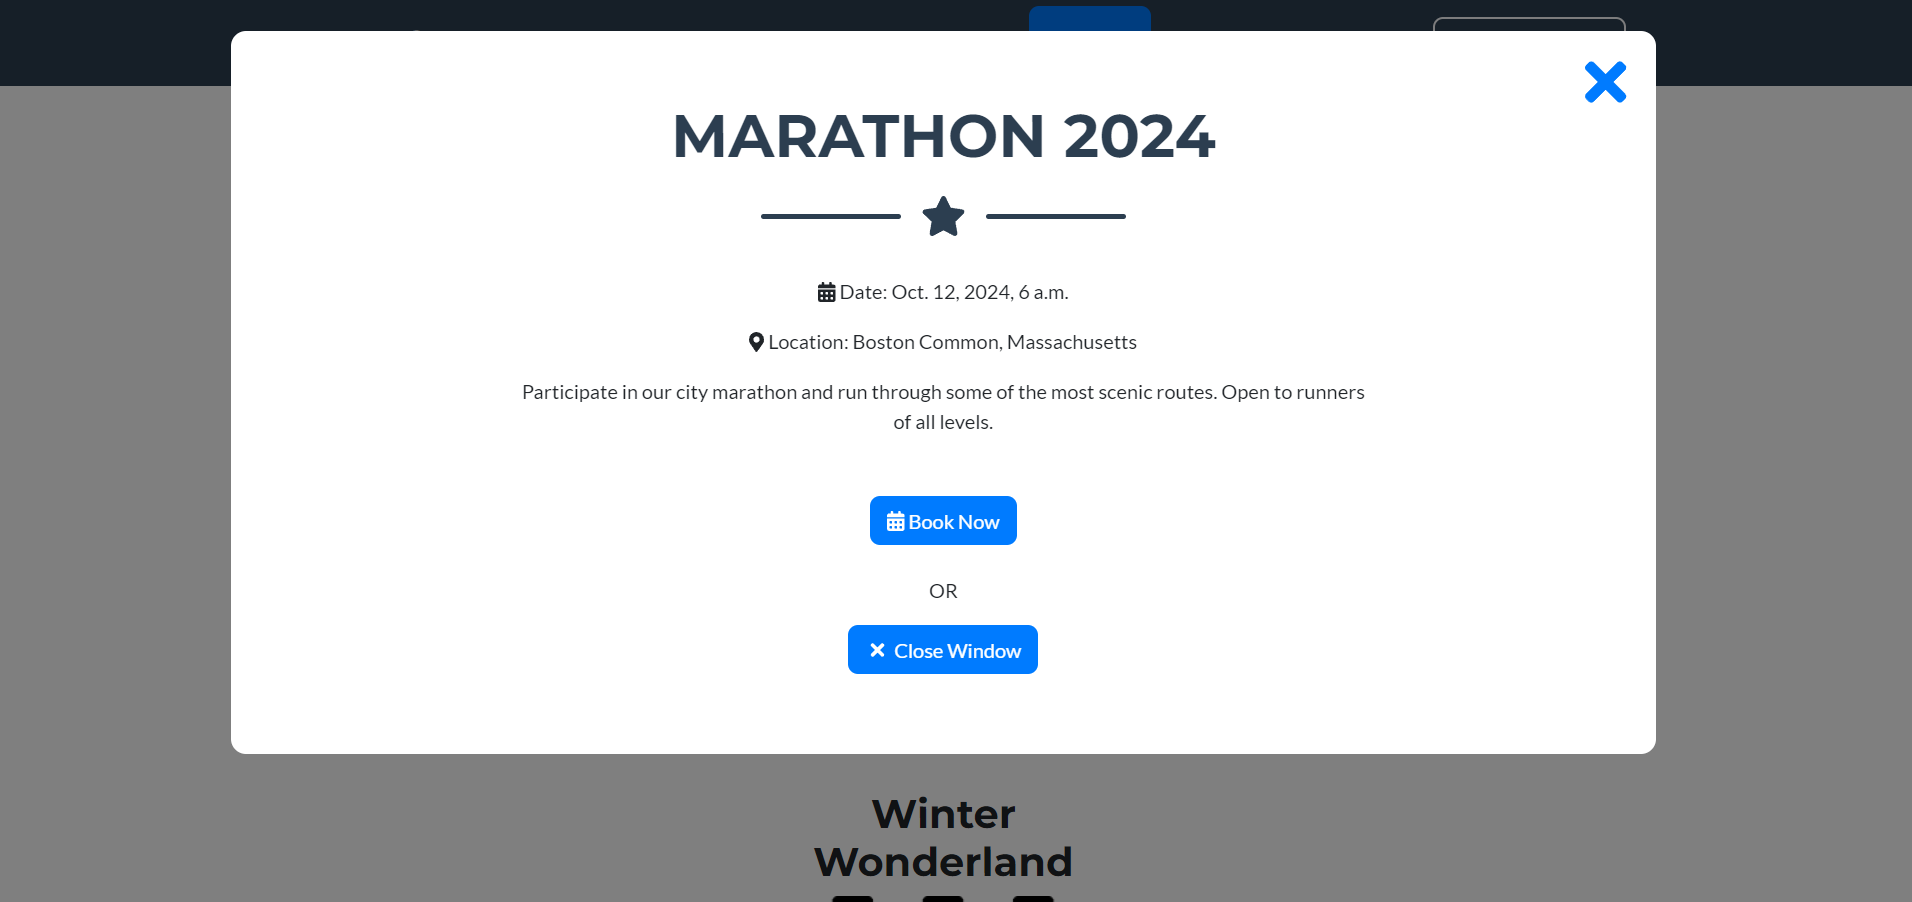 MARATHON 2024
Date: Oct. 12, 2024, 6 a.m.
Location: Boston Common, Massachusetts
Participate in our city marathon and run through some of the most scenic routes. Open to runners
of all levels.
Book Now
OR
Close Window
Winter
Wonderland